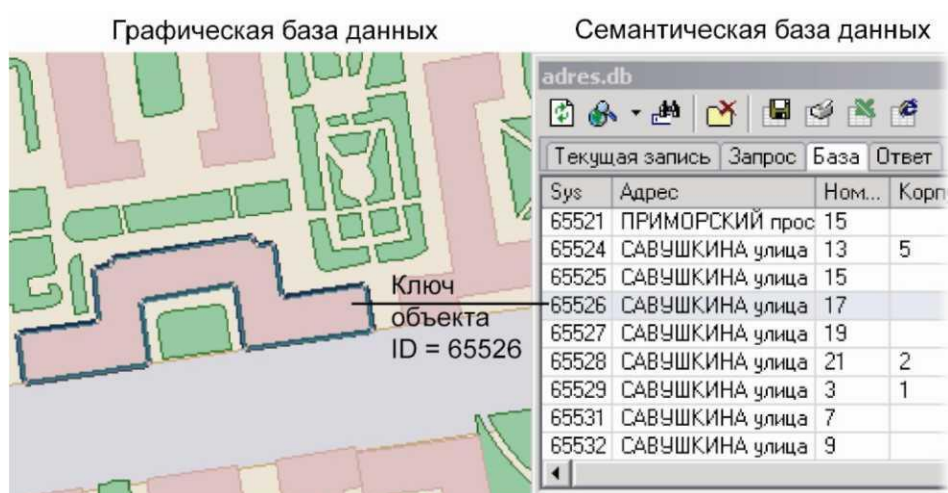 Графическая база данных
Семантическая база данных
adres.db
Текущая запись Запрос База Ответ
Sys Адрес Ном... Корп
65521 ПРИМОРСКИЙ прос 15
65524 САВУШКИНА улица 13 5
65525 САВУШКИНА улица 15
65526 САВУШКИНА улица 17
65527 САВУШКИНА улица 19
65528 САВУШКИНА улица 21 2
65529 САВУШКИНА улица 3 1
65531 САВУШКИНА улица 7
65532 САВУШКИНА улица 9
Ключ
объекта
ID = 65526